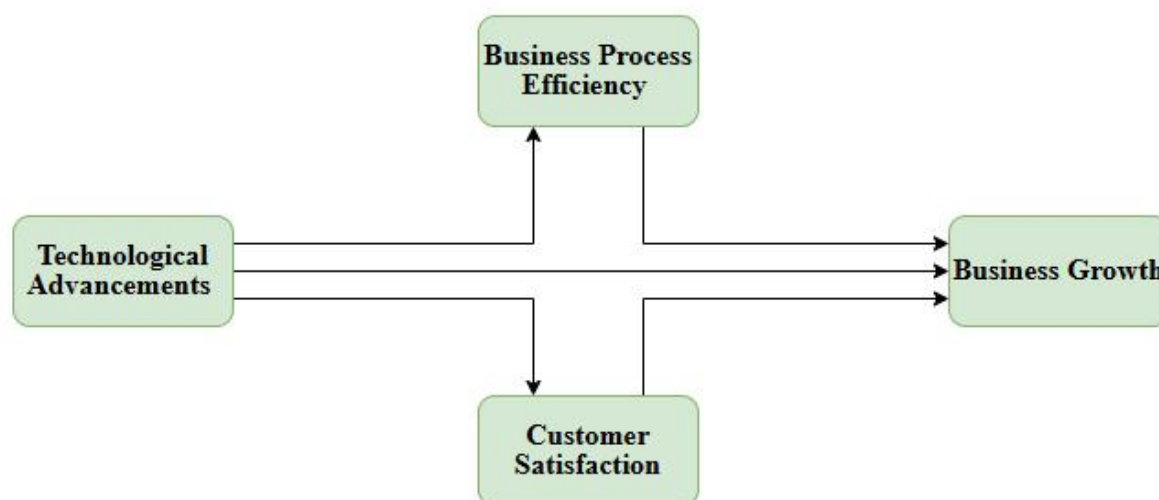 Business Process
Efficiency
Technological
Advancements
Business Growth
Customer
Satisfaction